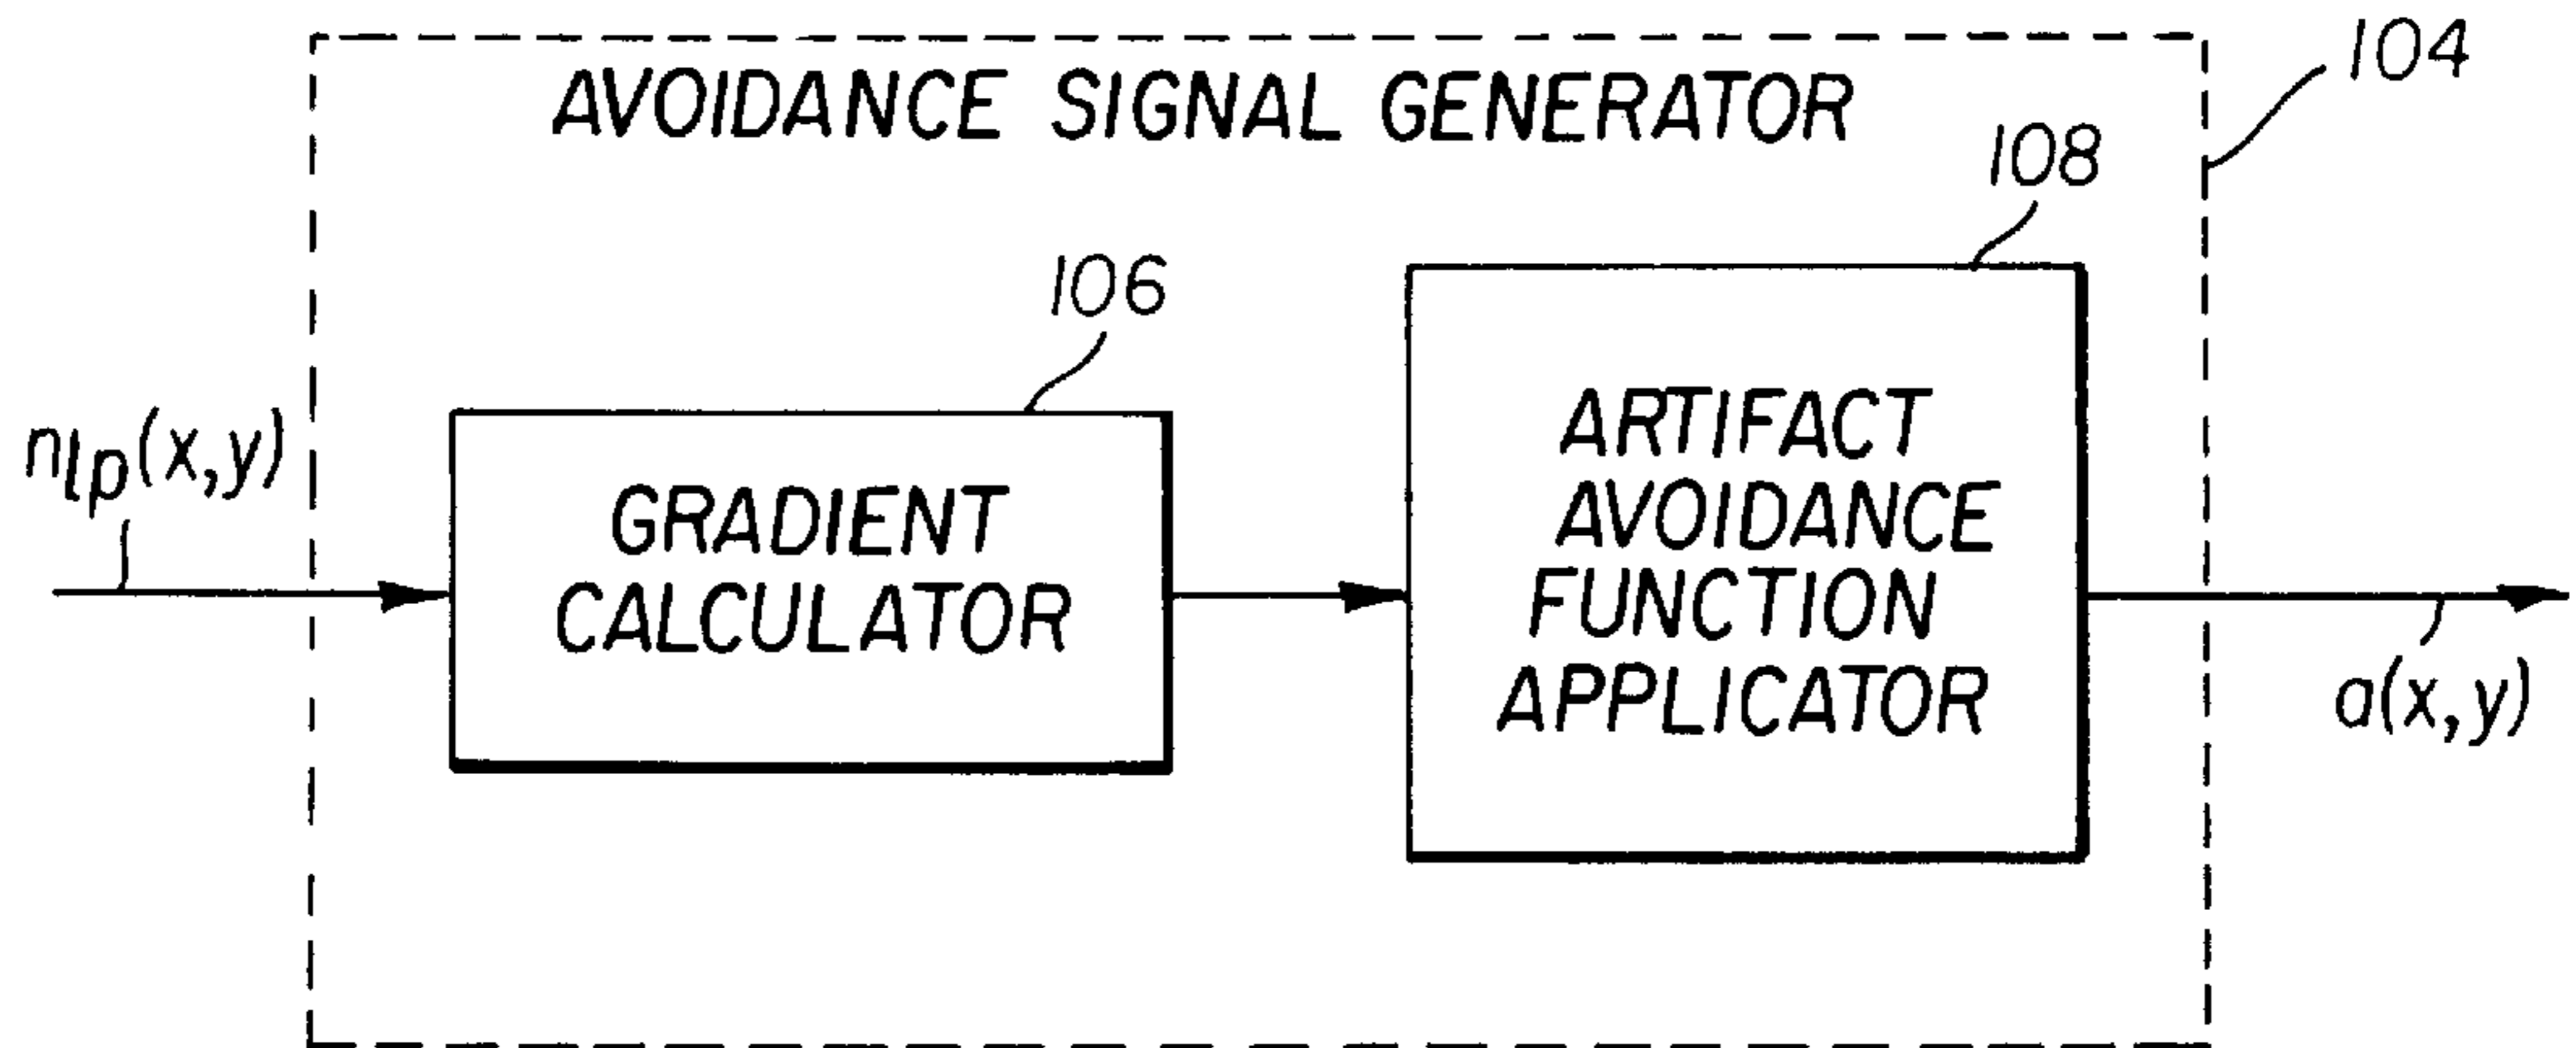 AVOIDANCE SIGNAL GENERATOR
104
108
106
nlp(x,y)
GRADIENT
CALCULATOR
ARTIFACT
AVOIDANCE
FUNCTION
APPLICATOR
a(x,y)